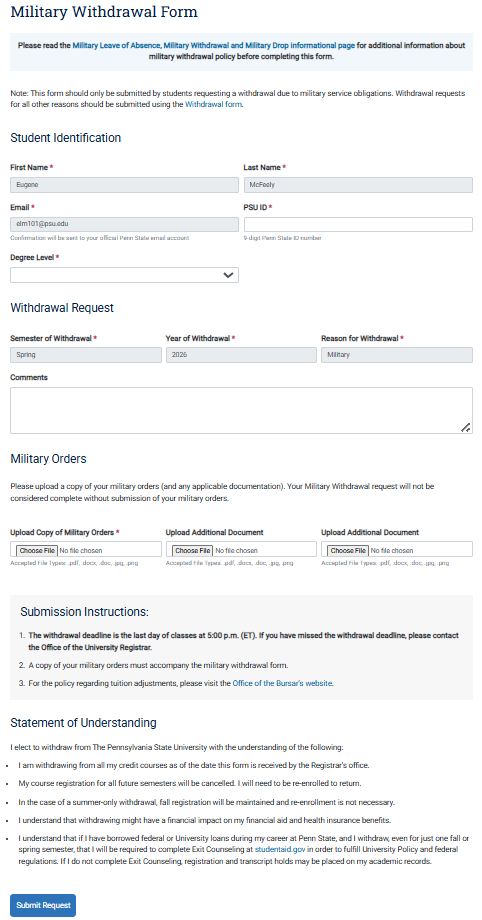 Military Withdrawal Form
Please read the Military Leave of Absence, Military Withdrawal and Military Drop informational page for additional information about
military withdrawal policy before completing this form.
Note: This form should only be submitted by students requesting a withdrawal due to military service obligations. Withdrawal requests
for all other reasons should be submitted using the Withdrawal form.
Student Identification
First Name * Last Name *
Eugene McFeely
Email * PSU ID *
elm101@psu.edu
Confirmation will be sent to your official Penn State email account 9-digit Penn State ID number
Degree Level *
Withdrawal Request
Semester of Withdrawal * Year of Withdrawal * Reason for Withdrawal *
Spring 2026 Military
Comments
Military Orders
Please upload a copy of your military orders (and any applicable documentation). Your Military Withdrawal request will not be
considered complete without submission of your military orders.
Upload Copy of Military Orders * Upload Additional Document Upload Additional Document
Choose File No file chosen Choose File No file chosen Choose File No file chosen
Accepted File Types: .pdf, .docx, .doc, .jpg, .png Accepted File Types: .pdf, .docx, .doc, .jpg, .png Accepted File Types: .pdf, .docx, .doc, .jpg, .png
Submission Instructions:
1. The withdrawal deadline is the last day of classes at 5:00 p.m. (ET). If you have missed the withdrawal deadline, please contact
the Office of the University Registrar.
2. A copy of your military orders must accompany the military withdrawal form.
3. For the policy regarding tuition adjustments, please visit the Office of the Bursar's website.
Statement of Understanding
I elect to withdraw from The Pennsylvania State University with the understanding of the following:
• I am withdrawing from all my credit courses as of the date this form is received by the Registrar's office.
• My course registration for all future semesters will be cancelled. I will need to be re-enrolled to return.
• In the case of a summer-only withdrawal, fall registration will be maintained and re-enrollment is not necessary.
• I understand that withdrawing might have a financial impact on my financial aid and health insurance benefits.
• I understand that if I have borrowed federal or University loans during my career at Penn State, and I withdraw, even for just one fall or
spring semester, that I will be required to complete Exit Counseling at studentaid.gov in order to fulfill University Policy and federal
regulations. If I do not complete Exit Counseling, registration and transcript holds may be placed on my academic records.
Submit Request